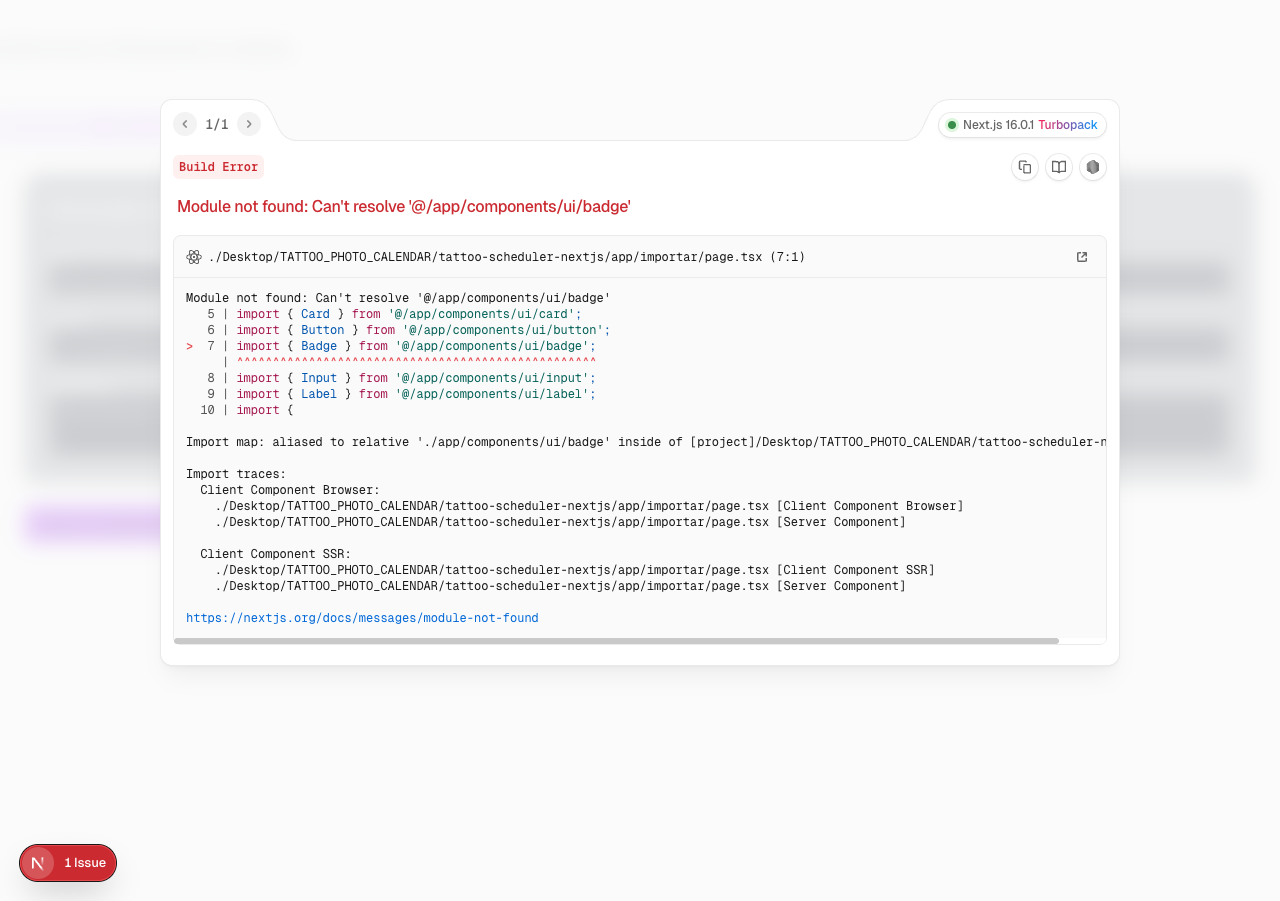 1/1
Next.js 16.0.1 Turbopack
Build Error
Module not found: Can't resolve '@/app/components/ui/badge'
./Desktop/TATTOO_PHOTO_CALENDAR/tattoo-scheduler-nextjs/app/importar/page.tsx (7:1)
Module not found: Can't resolve '@/app/components/ui/badge'
5 | import { Card } from '@/app/components/ui/card';
6 | import { Button } from '@/app/components/ui/button';
> 7 | import { Badge } from '@/app/components/ui/badge';
| ^^^^^^^^^^^^^^^^^^^^^^^^^^^^^^^^^^^^^^^^^^^^^^^^^^
8 | import { Input } from '@/app/components/ui/input';
9 | import { Label } from '@/app/components/ui/label';
10 | import {
Import map: aliased to relative './app/components/ui/badge' inside of [project]/Desktop/TATTOO_PHOTO_CALENDAR/tattoo-scheduler-n
Import traces:
Client Component Browser:
./Desktop/TATTOO_PHOTO_CALENDAR/tattoo-scheduler-nextjs/app/importar/page.tsx [Client Component Browser]
./Desktop/TATTOO_PHOTO_CALENDAR/tattoo-scheduler-nextjs/app/importar/page.tsx [Server Component]
Client Component SSR:
./Desktop/TATTOO_PHOTO_CALENDAR/tattoo-scheduler-nextjs/app/importar/page.tsx [Client Component SSR]
./Desktop/TATTOO_PHOTO_CALENDAR/tattoo-scheduler-nextjs/app/importar/page.tsx [Server Component]
https://nextjs.org/docs/messages/module-not-found
N 1 Issue